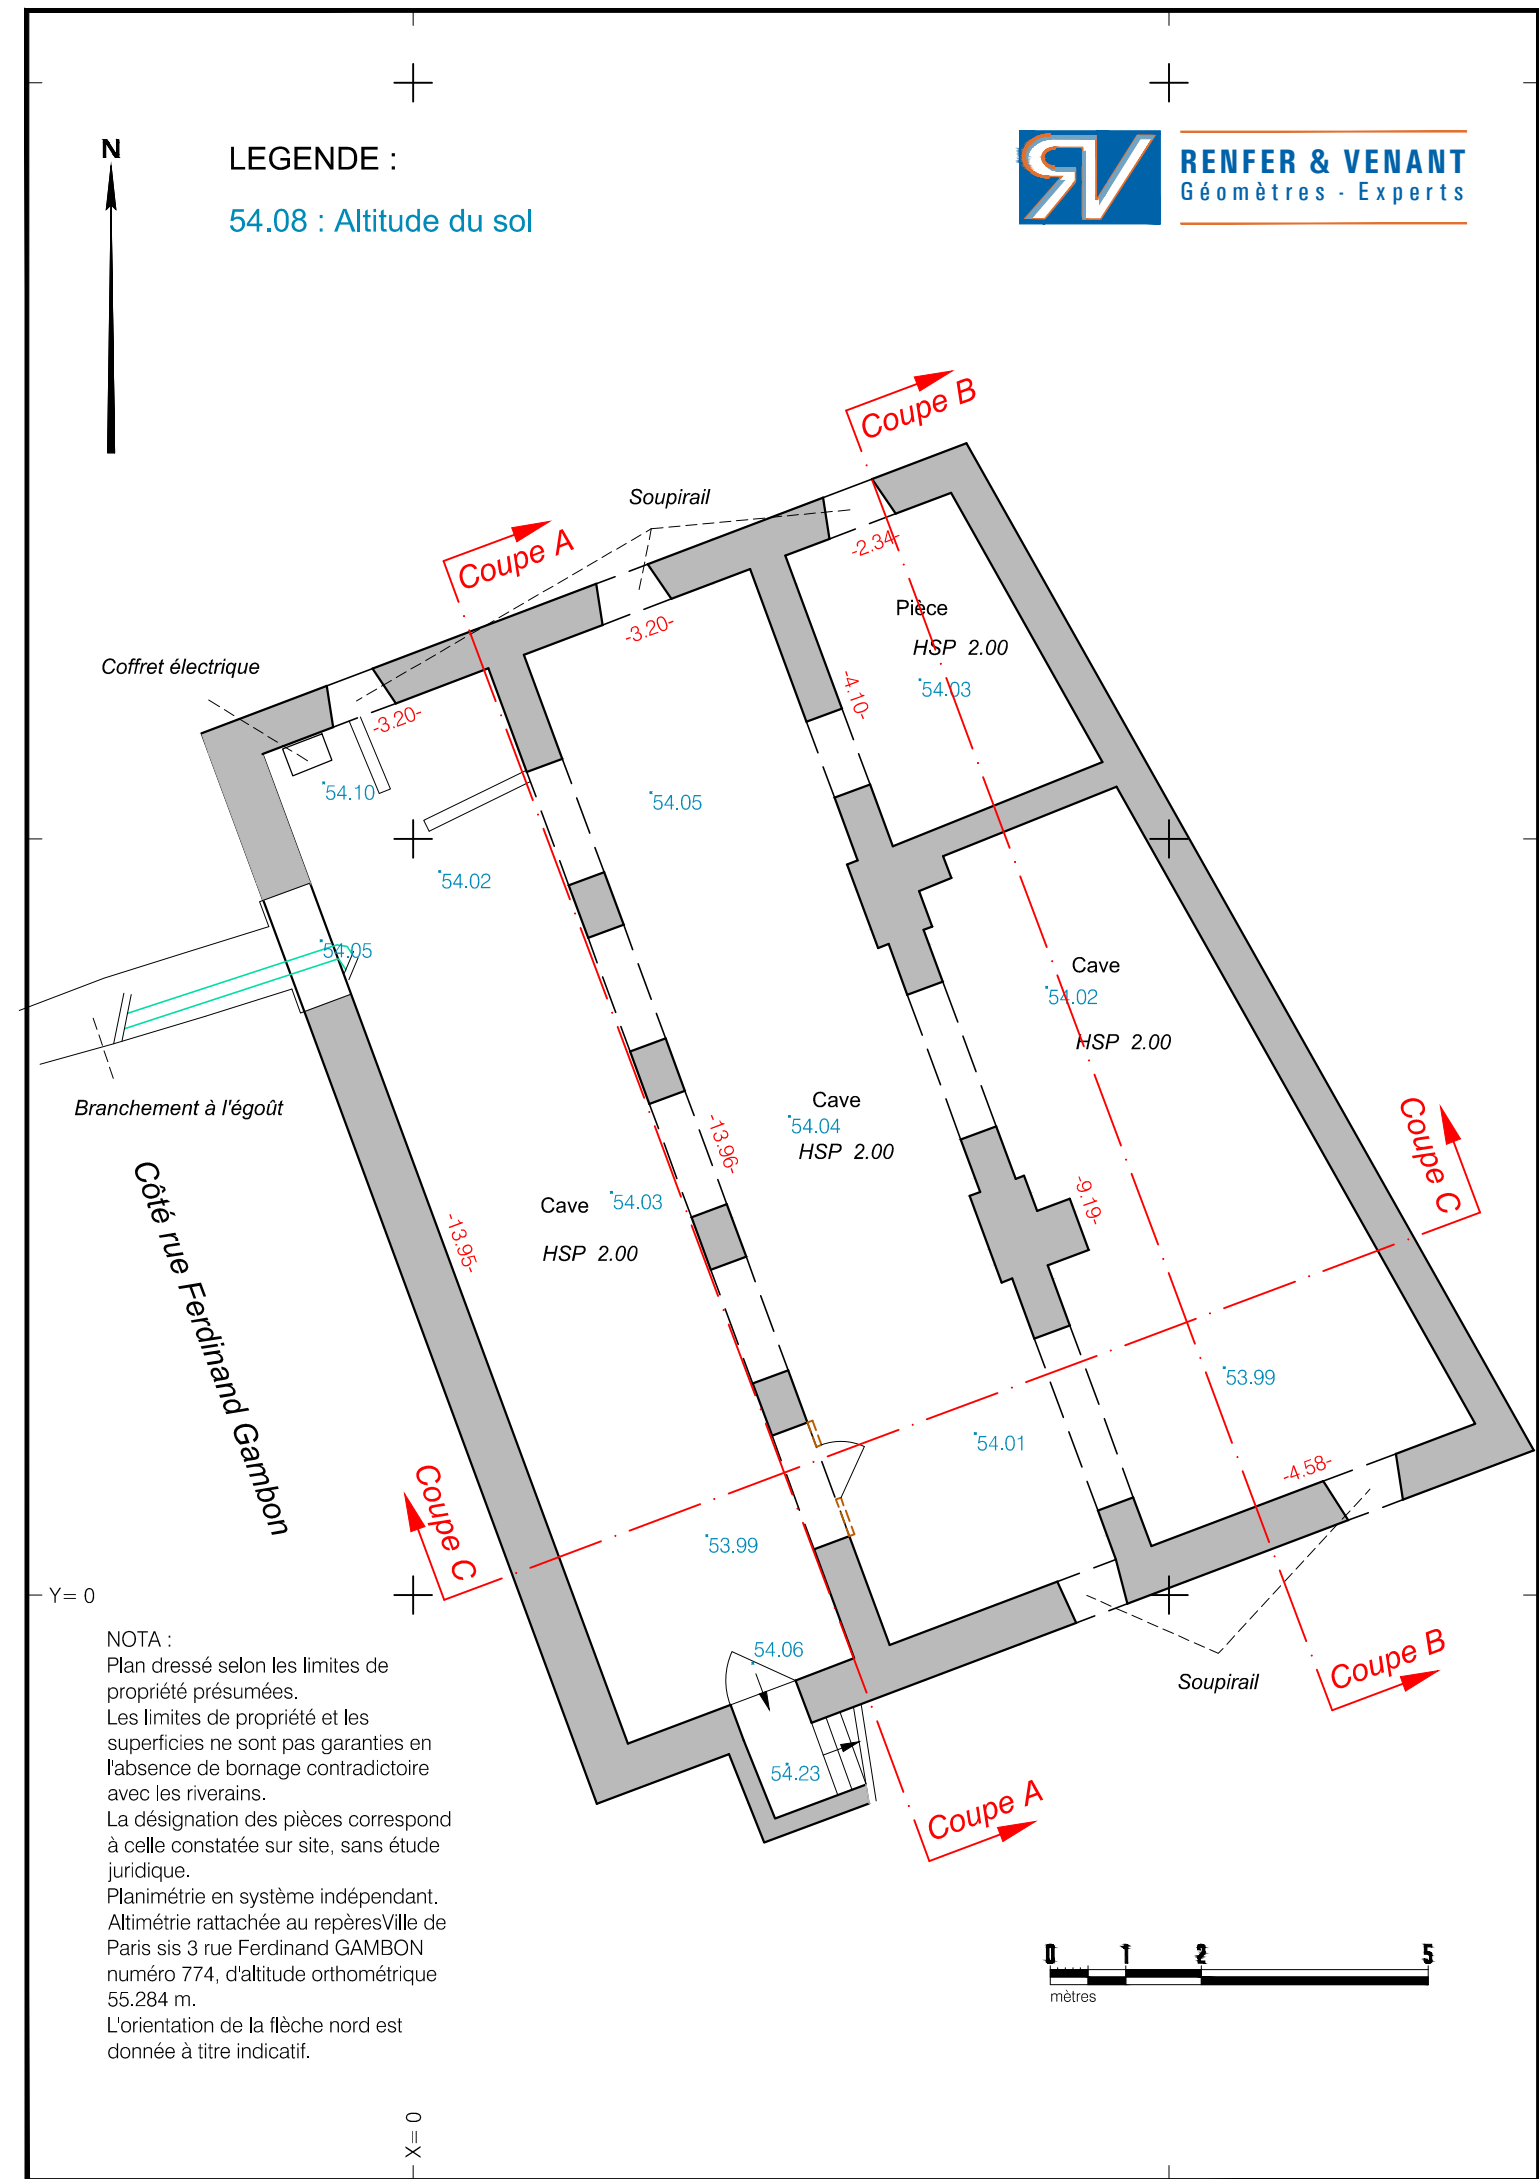 N
LEGENDE :
54.08 : Altitude du sol
RV
RENFER & VENANT
Géomètres - Experts
Coupe B
Soupirail
Coupe A
-2.34-
Pièce
HSP 2.00
54.03
-3.20-
Coffret électrique
-3.20-
-4.10-
54.10
54.05
54.02
54.05
Cave
54.02
HSP 2.00
Branchement à l'égoût
Cave
54.04
HSP 2.00
-13.96-
Coupe C
Côté rue Ferdinand Gambon
Cave
54.03
HSP 2.00
-13.95-
-9.19-
53.99
54.01
-4.58-
Coupe C
53.99
Y= 0
54.06
Coupe B
Soupirail
54.23
Coupe A
NOTA :
Plan dressé selon les limites de
propriété présumées.
Les limites de propriété et les
superficies ne sont pas garanties en
l'absence de bornage contradictoire
avec les riverains.
La désignation des pièces correspond
à celle constatée sur site, sans étude
juridique.
Planimétrie en système indépendant.
Altimétrie rattachée au repèresVille de
Paris sis 3 rue Ferdinand GAMBON
numéro 774, d'altitude orthométrique
55.284 m.
L'orientation de la flèche nord est
donnée à titre indicatif.
0 1 2 5
mètres
X= 0